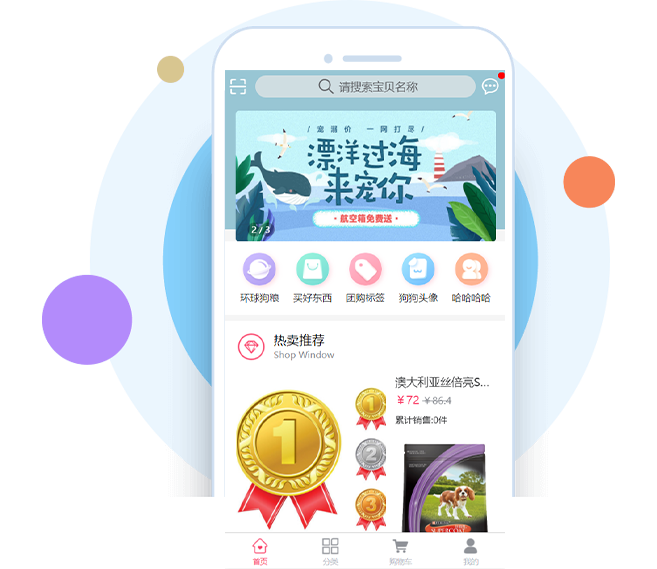 请搜索宝贝名称
/ 宠溺价 一网打尽 /
漂洋过海
来宠你
·航空箱免费送·
2 / 3
环球狗粮
买好东西
团购标签
狗狗头像
哈哈哈哈
热卖推荐
Shop Window
1
1
2
3
澳大利亚丝倍亮S...
￥72 ￥86.4
累计销售:0件
SUPERCOAT
首页
分类
购物车
我的